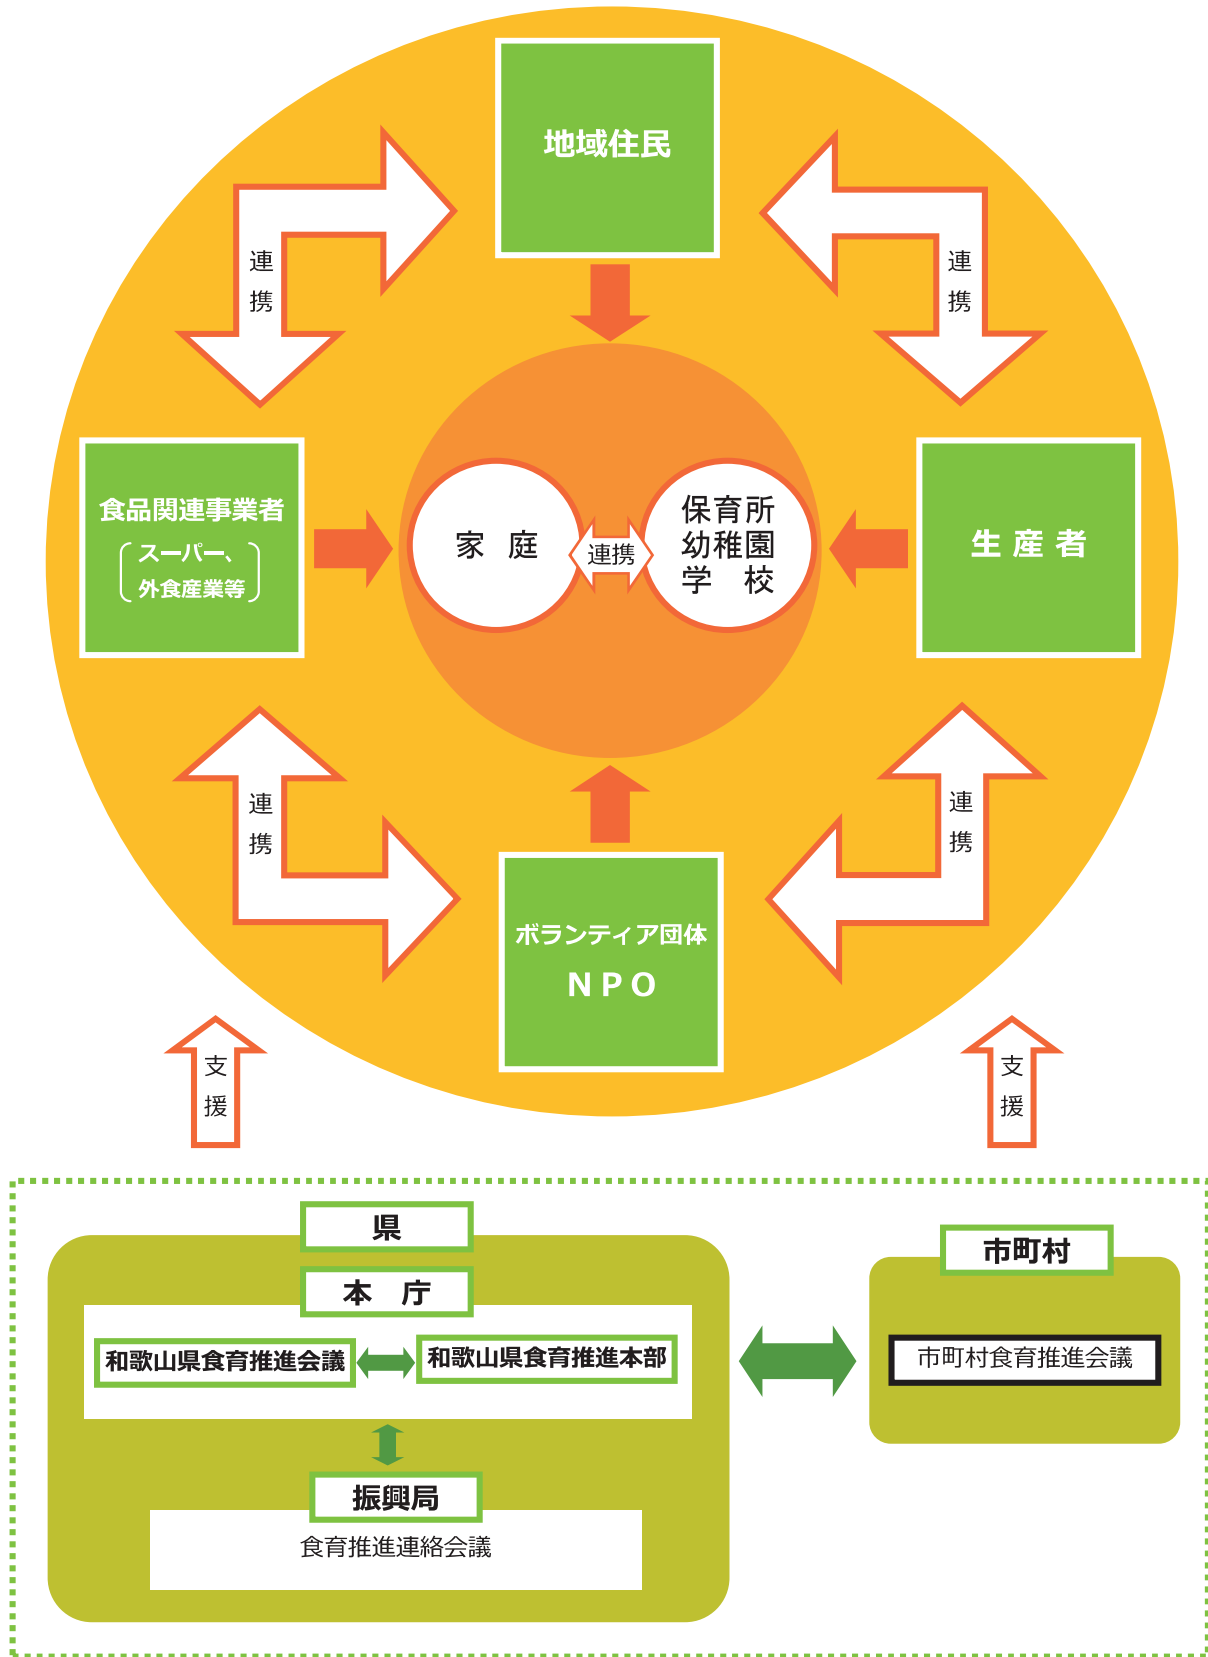 地域住民
連携
連携
食品関連事業者
スーパー、
外食産業等
家 庭
連携
保育所
幼稚園
学 校
生 産 者
連携
連携
ボランティア団体
N P O
支援
支援
県
本 庁
和歌山県食育推進会議
和歌山県食育推進本部
振興局
食育推進連絡会議
市町村
市町村食育推進会議